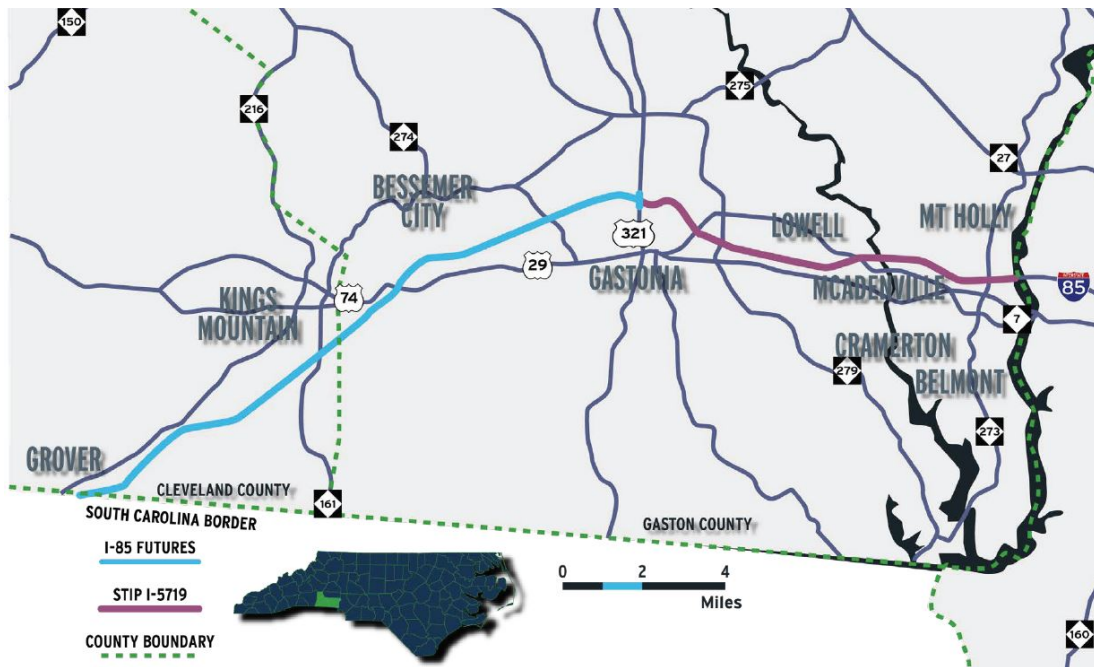 150
216
275
274
27
BESSEMER
CITY
LOWELL
MT HOLLY
321
29
GASTONIA
85
KINGS
MOUNTAIN
74
MCADENVILLE
7
CRAMERTON
279
BELMONT
273
GROVER
CLEVELAND COUNTY
161
SOUTH CAROLINA BORDER
GASTON COUNTY
I-85 FUTURES
STIP I-5719
COUNTY BOUNDARY
0 2 4
Miles
160